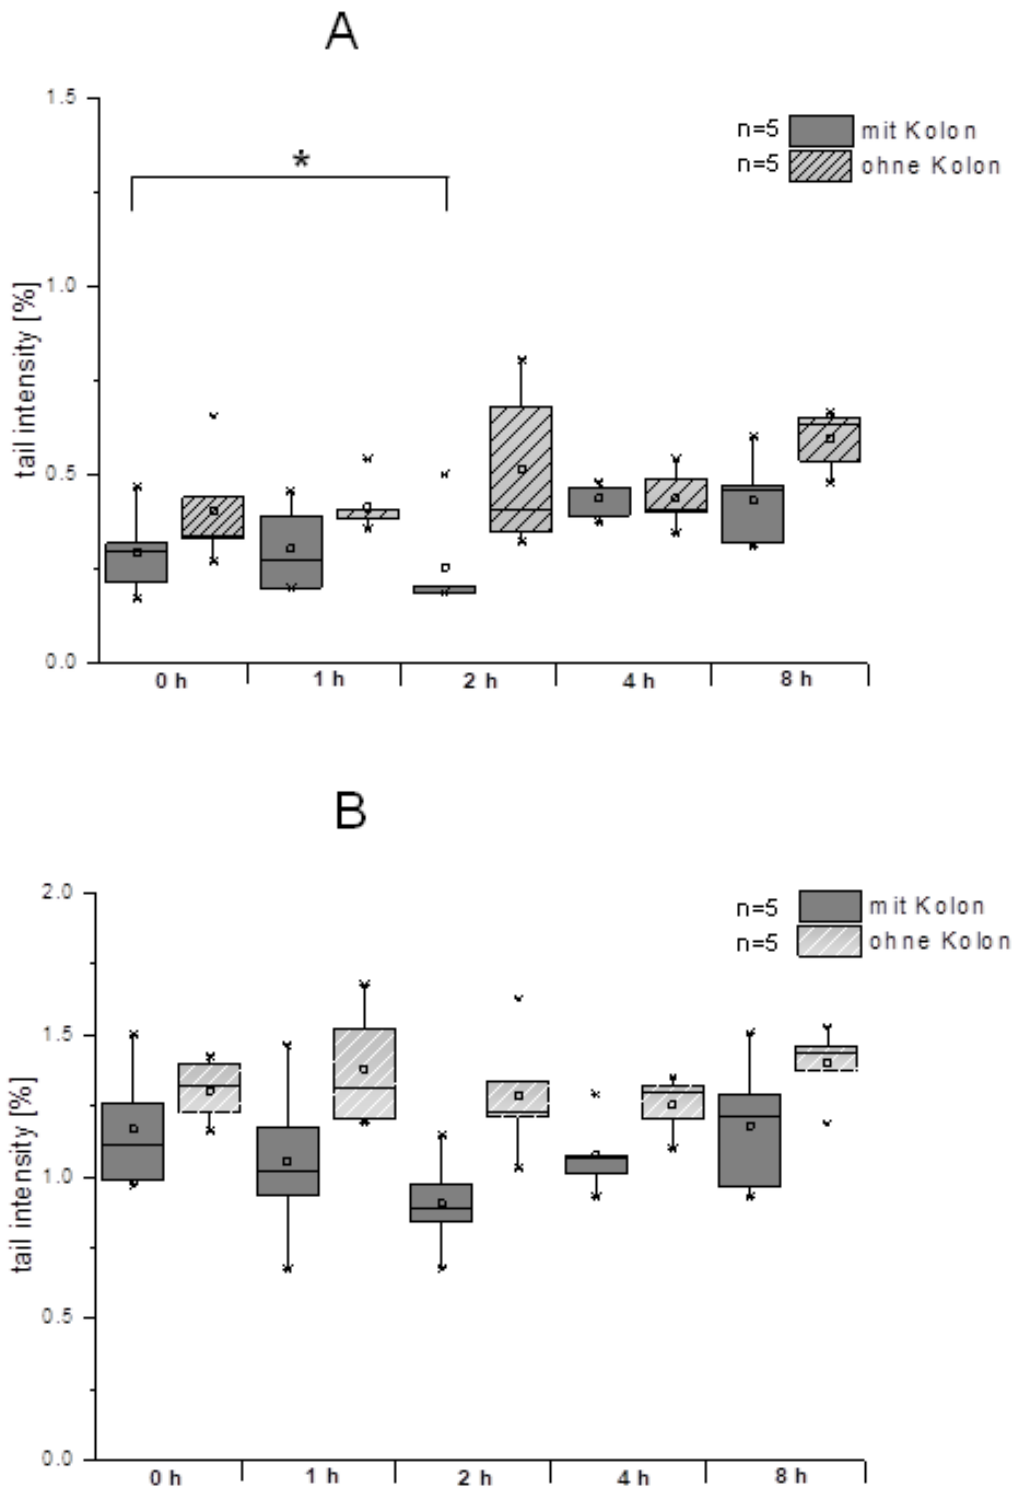 A
1.5
n=5 mit Kolon
n=5 ohne Kolon
*
1.0
tail intensity [%]
0.5
0.0
0 h 1 h 2 h 4 h 8 h
B
2.0
n=5 mit Kolon
n=5 ohne Kolon
1.5
tail intensity [%]
1.0
0.5
0.0
0 h 1 h 2 h 4 h 8 h